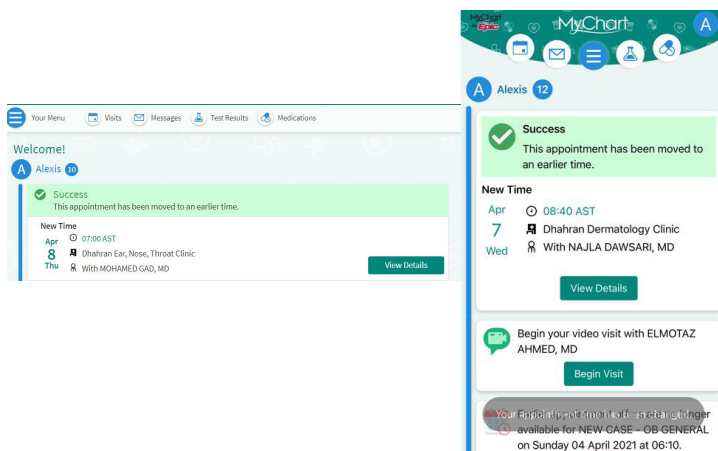 Your Menu
Visits
Messages
Test Results
Medications
Welcome!
A
Alexis 10
Success
This appointment has been moved to an earlier time.
New Time
Apr
8
Thu
07:00 AST
Dhahran Ear, Nose, Throat Clinic
With MOHAMED GAD, MD
View Details
MyChart
by Epic
MyChart
A
A
Alexis 12
Success
This appointment has been moved to
an earlier time.
New Time
Apr
7
Wed
08:40 AST
Dhahran Dermatology Clinic
With NAJLA DAWSARI, MD
View Details
Begin your video visit with ELMOTAZ
AHMED, MD
Begin Visit
Your
longer
available for NEW CASE - OB GENERAL
on Sunday 04 April 2021 at 06:10.